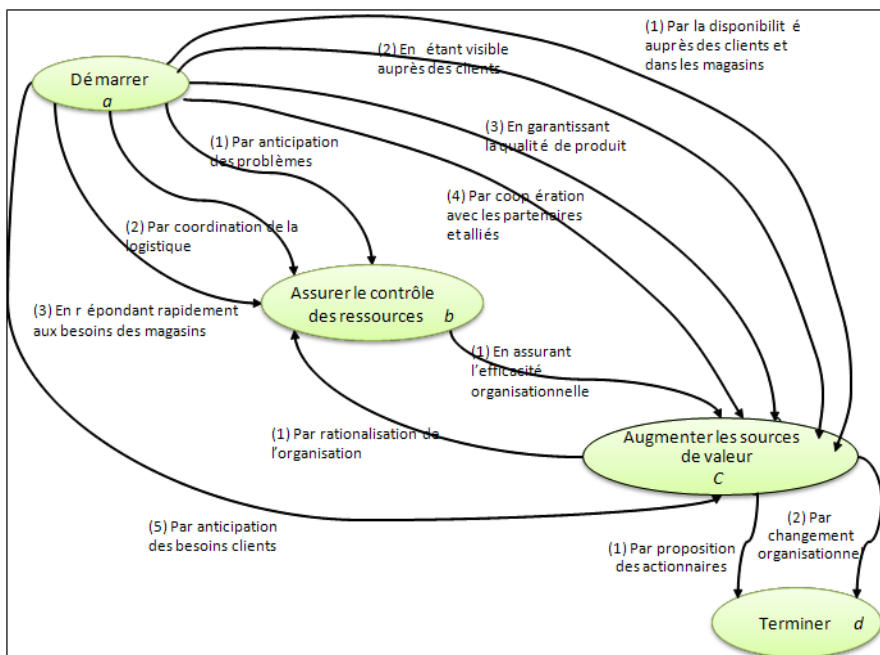 (1) Par la disponibilit é
auprès des clients et
dans les magasins
(2) En étant visible
auprès des clients
Démarrer
a
(3) En garantissant
la qualité de produit
(1) Par anticipation
des problèmes
(4) Par coop ération
avec les partenaires
et alliés
(2) Par coordination de la
logistique
Assurer le contrôle
des ressources b
(3) En r épondant rapidement
aux besoins des magasins
(1) En assurant
l'efficacité
organisationnelle
(1) Par rationalisation de
l'organisation
Augmenter les sources
de valeur
C
(5) Par anticipation
des besoins clients
(2) Par
changement
organisationnel
(1) Par proposition
des actionnaires
Terminer d